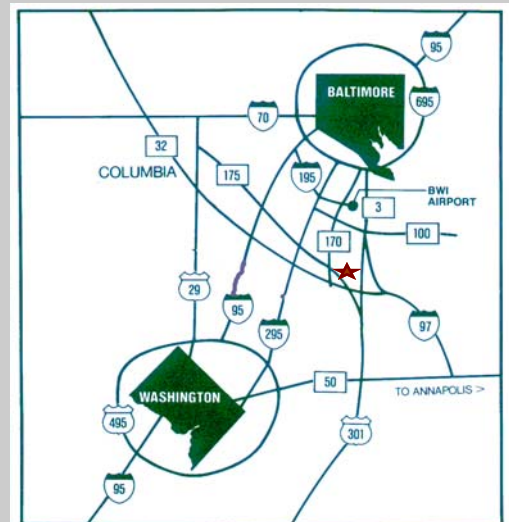 95
BALTIMORE
695
70
32
COLUMBIA
175
195
BWI
AIRPORT
3
170
100
29
95
295
97
50
TO ANNAPOLIS >
WASHINGTON
495
301
95